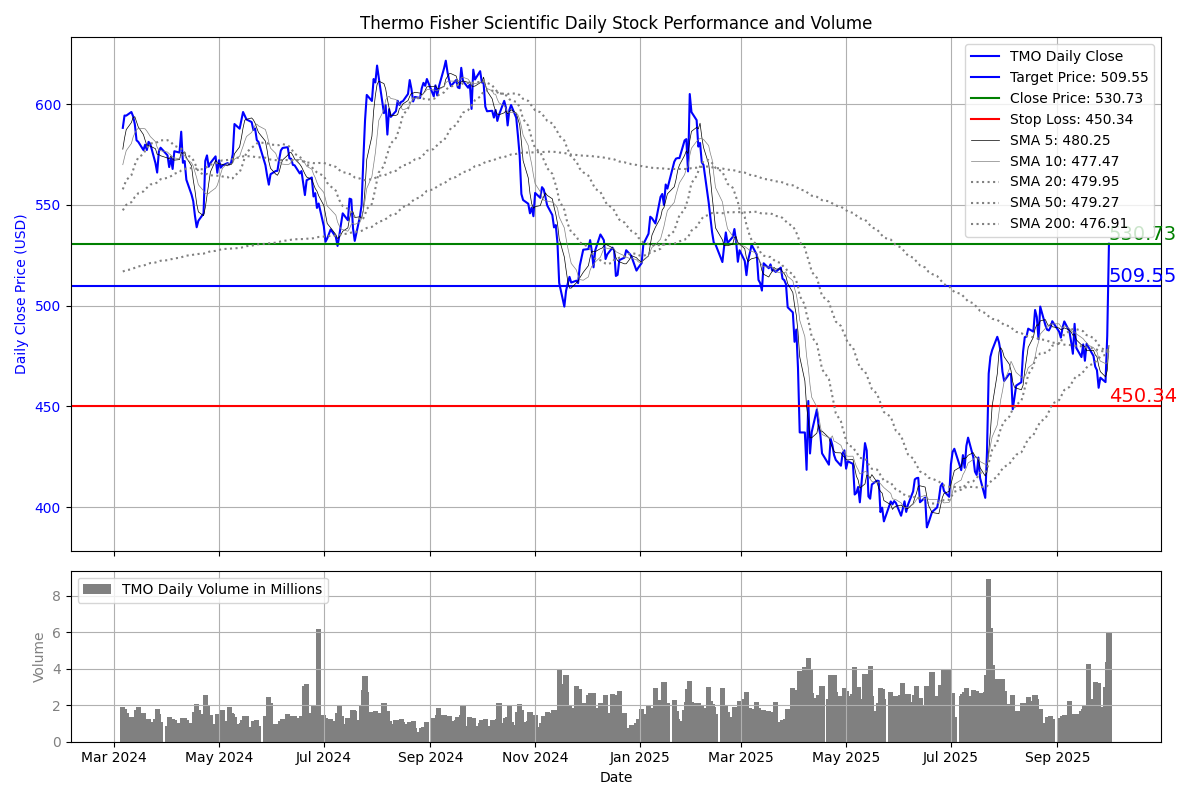 Thermo Fisher Scientific Daily Stock Performance and Volume
Daily Close Price (USD)
600
550
500
450
400
TMO Daily Close
Target Price: 509.55
Close Price: 530.73
Stop Loss: 450.34
SMA 5: 480.25
SMA 10: 477.47
SMA 20: 479.95
SMA 50: 479.27
SMA 200: 476.91
530.73
509.55
450.34
TMO Daily Volume in Millions
Volume
8
6
4
2
0
Mar 2024 May 2024 Jul 2024 Sep 2024 Nov 2024 Jan 2025 Mar 2025 May 2025 Jul 2025 Sep 2025
Date